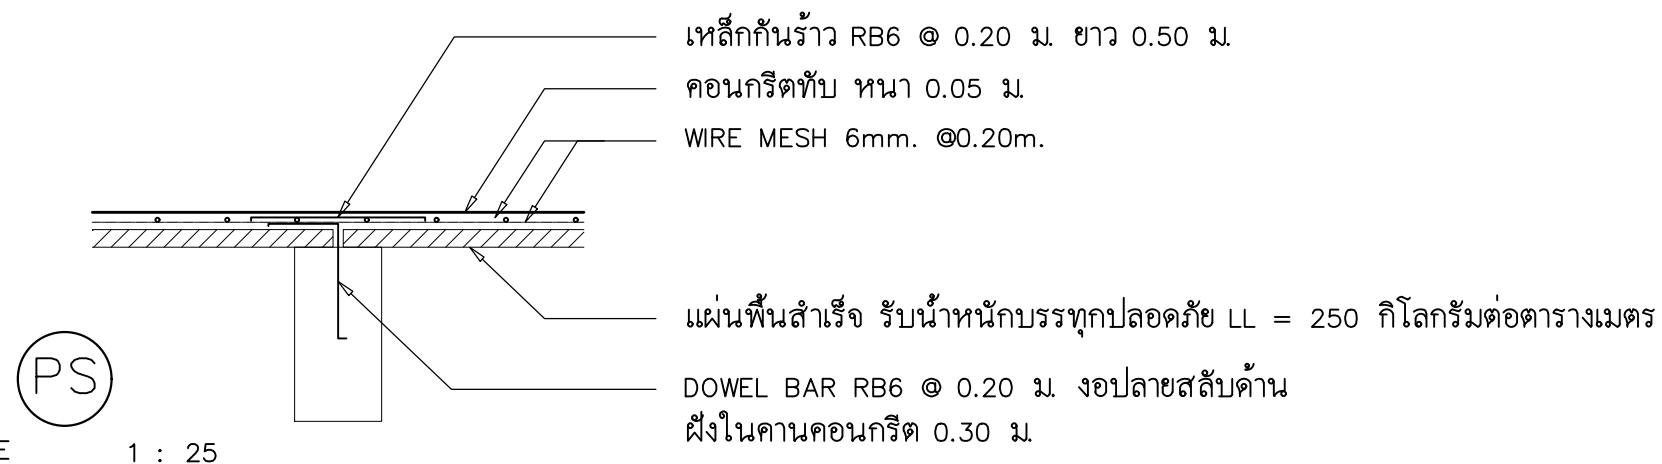 เหล็กกันร้าว RB6 @ 0.20 ม. ยาว 0.50 ม.
คอนกรีตทับ หนา 0.05 ม.
WIRE MESH 6mm. @0.20m.
แผ่นพื้นสำเร็จ รับน้ำหนักบรรทุกปลอดภัย LL = 250 กิโลกรัมต่อตารางเมตร
DOWEL BAR RB6 @ 0.20 ม. งอปลายสลับด้าน
ฝังในคานคอนกรีต 0.30 ม.
PS
1 : 25